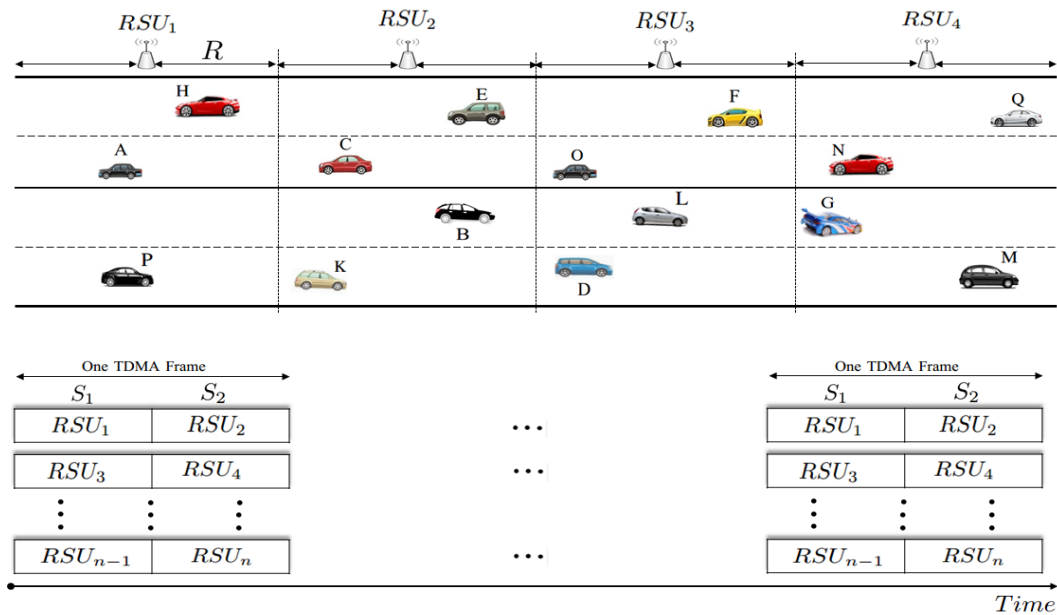 RSU₁ RSU₂ RSU₃ RSU₄
R
H E F Q
A C O N
B L G
P K D M
One TDMA Frame One TDMA Frame
S₁ S₂ S₁ S₂
RSU₁ RSU₂ ... RSU₁ RSU₂
RSU₃ RSU₄ ... RSU₃ RSU₄
RSUₙ₋₁ RSUₙ ... RSUₙ₋₁ RSUₙ
Time